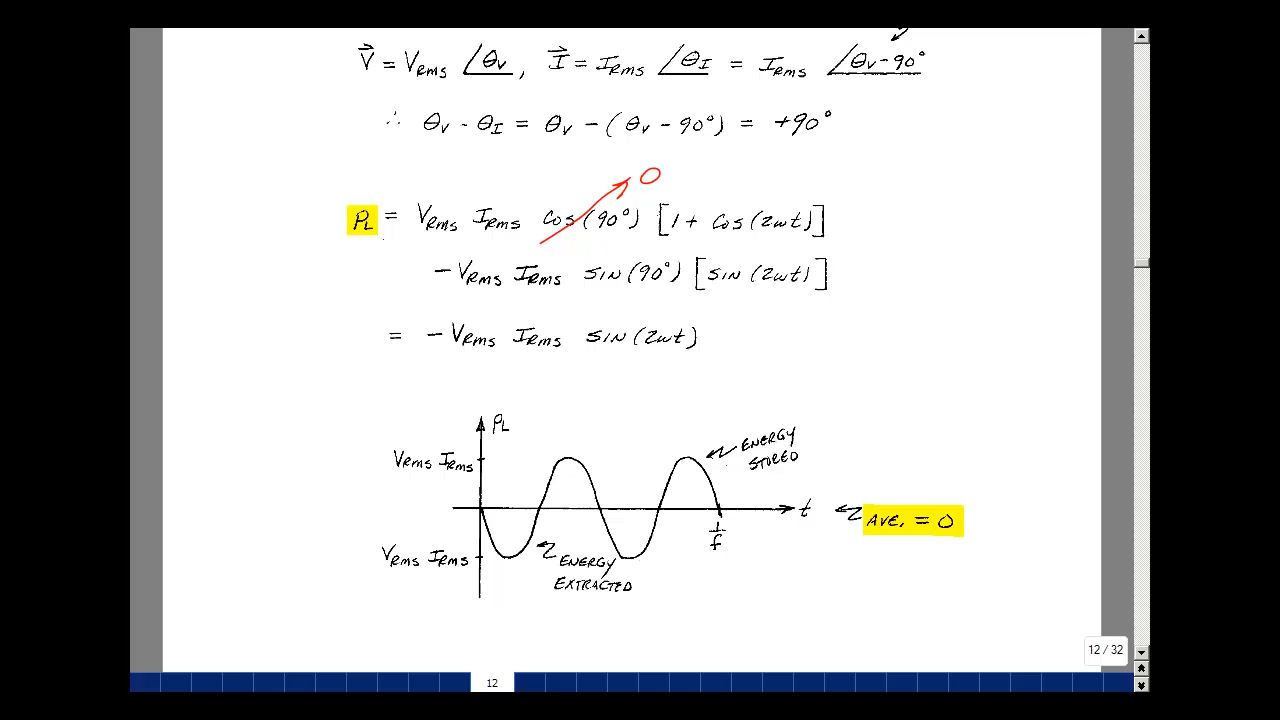 V⃗ = VRMS ∠θV, I⃗ = IRMS ∠θI = IRMS ∠θV-90°
∴ θV - θI = θV - (θV - 90°) = +90°
0
PL = VRMS IRMS cos(90°) [1 + cos(2ωt)]
- VRMS IRMS SIN(90°) [SIN(2ωt)]
= - VRMS IRMS SIN(2ωt)
PL
VRMS IRMS
ENERGY
STORED
t
AVE. = 0
1/f
VRMS IRMS
ENERGY
EXTRACTED
12 / 32
12